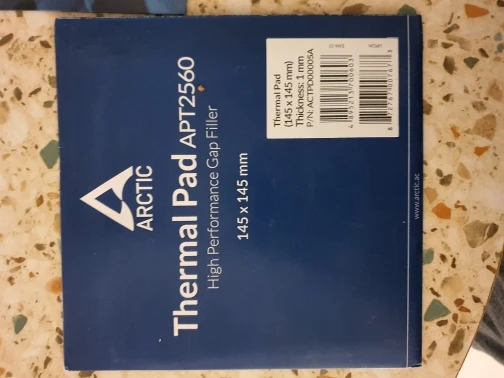 ARCTIC
Thermal Pad APT2560
High Performance Gap Filler
145 x 145 mm
Thermal Pad
(145 x 145 mm)
Thickness: 1 mm
P/N: ACTPD00005A
www.arctic.ac